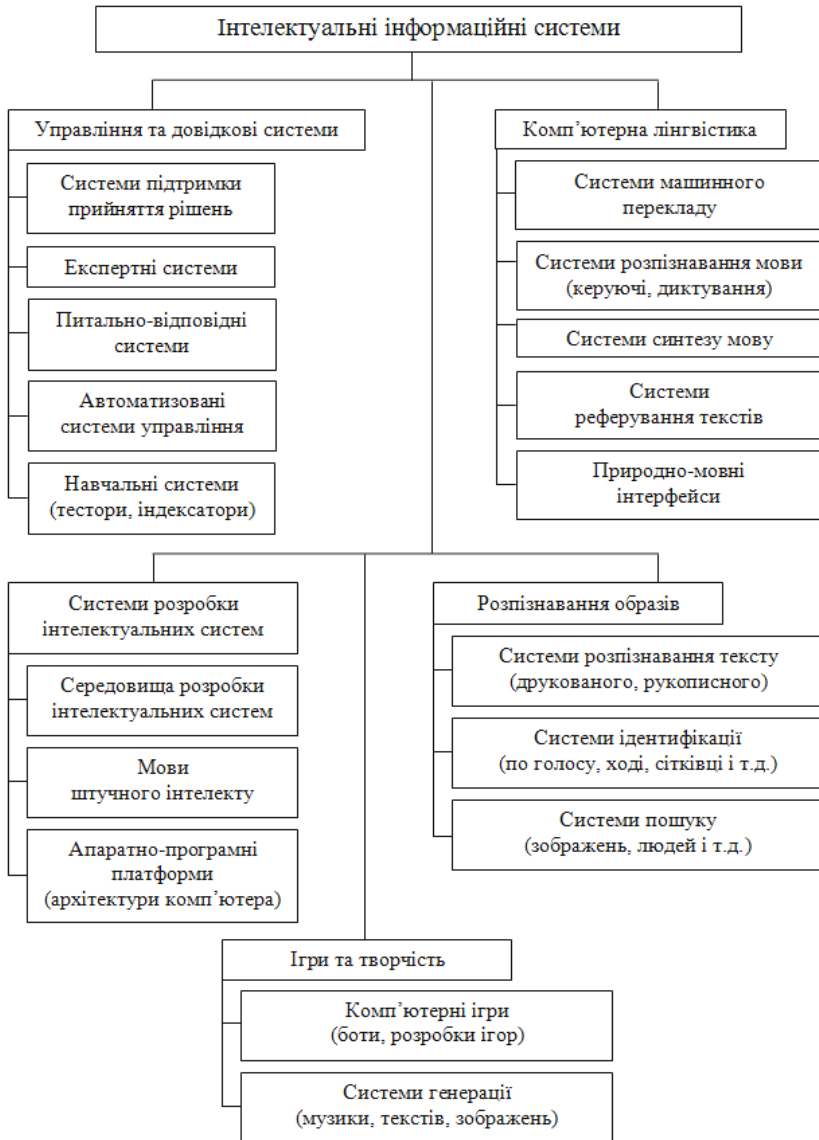 Інтелектуальні інформаційні системи
Управління та довідкові системи
Системи підтримки
прийняття рішень
Експертні системи
Питально-відповідні
системи
Автоматизовані
системи управління
Навчальні системи
(тестори, індексатори)
Комп’ютерна лінгвістика
Системи машинного
перекладу
Системи розпізнавання мови
(керуючі, диктування)
Системи синтезу мову
Системи
реферування текстів
Природно-мовні
інтерфейси
Системи розробки
інтелектуальних систем
Середовища розробки
інтелектуальних систем
Мови
штучного інтелекту
Апаратно-програмні
платформи
(архітектури комп’ютера)
Розпізнавання образів
Системи розпізнавання тексту
(друкованого, рукописного)
Системи ідентифікації
(по голосу, ході, сітківці і т.д.)
Системи пошуку
(зображень, людей і т.д.)
Ігри та творчість
Комп’ютерні ігри
(боти, розробки ігор)
Системи генерації
(музики, текстів, зображень)